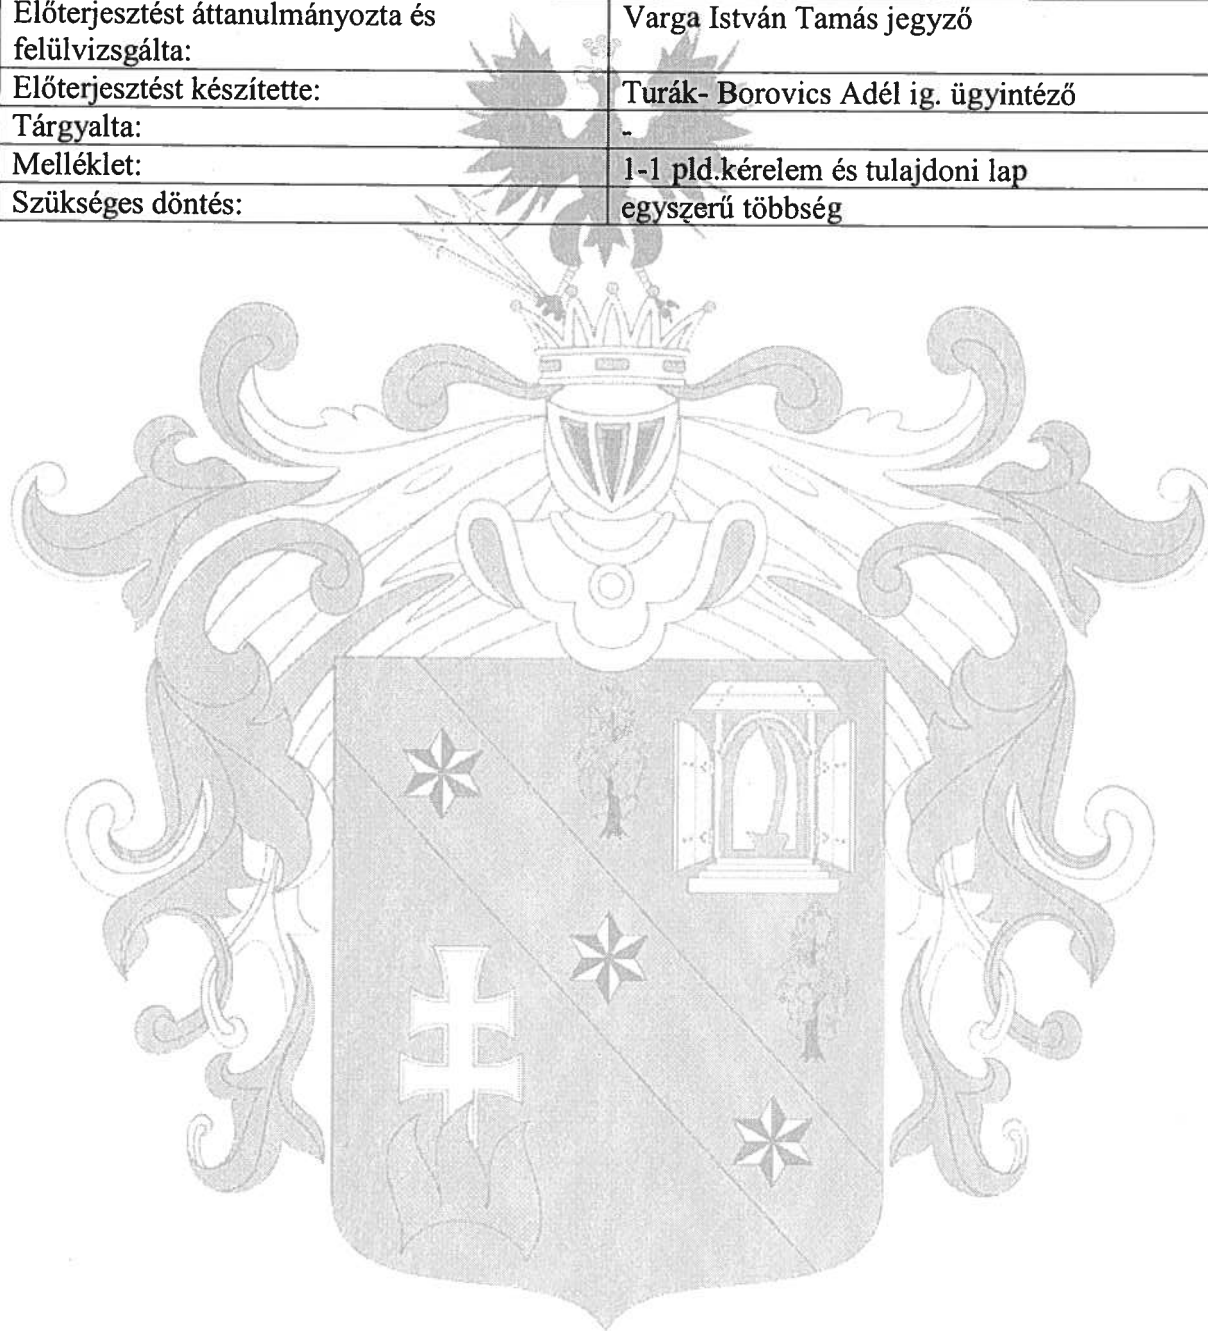 Előterjesztést áttanulmányozta és
felülvizsgálta:
Varga István Tamás jegyző
Előterjesztést készítette:
Turák- Borovics Adél ig. ügyintéző
Tárgyalta:
-
Melléklet:
1-1 pld.kérelem és tulajdoni lap
Szükséges döntés:
egyszerű többség